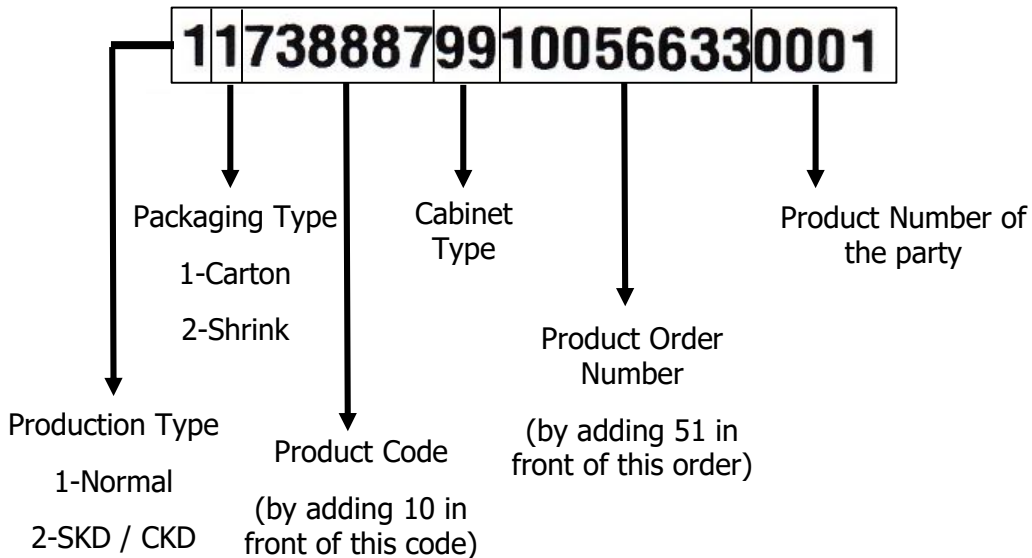 1173888799100566330001
Packaging Type
1-Carton
2-Shrink
Cabinet
Type
Product Number of
the party
Product Order
Number
(by adding 51 in
front of this order)
Production Type
1-Normal
2-SKD / CKD
Product Code
(by adding 10 in
front of this code)